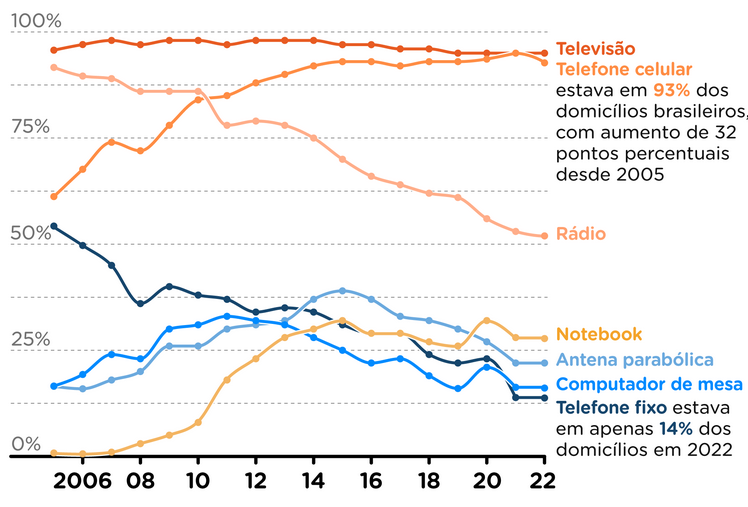 100%
75%
50%
25%
0%
Televisão
Telefone celular
estava em 93% dos
domicílios brasileiros,
com aumento de 32
pontos percentuais
desde 2005
Rádio
Notebook
Antena parabólica
Computador de mesa
Telefone fixo estava
em apenas 14% dos
domicílios em 2022
2006 08 10 12 14 16 18 20 22